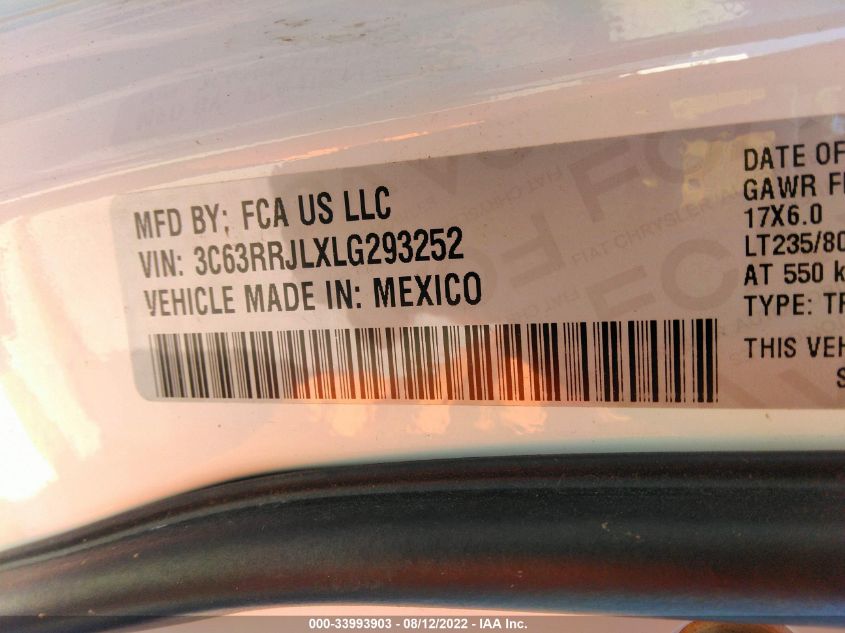 MFD BY: FCA US LLC
VIN: 3C63RRJLXLG293252
VEHICLE MADE IN: MEXICO
DATE OF
GAWR
17X6.0
LT235/80
AT 550
TYPE:
THIS
000-33993903 - 08/12/2022 - IAA Inc.